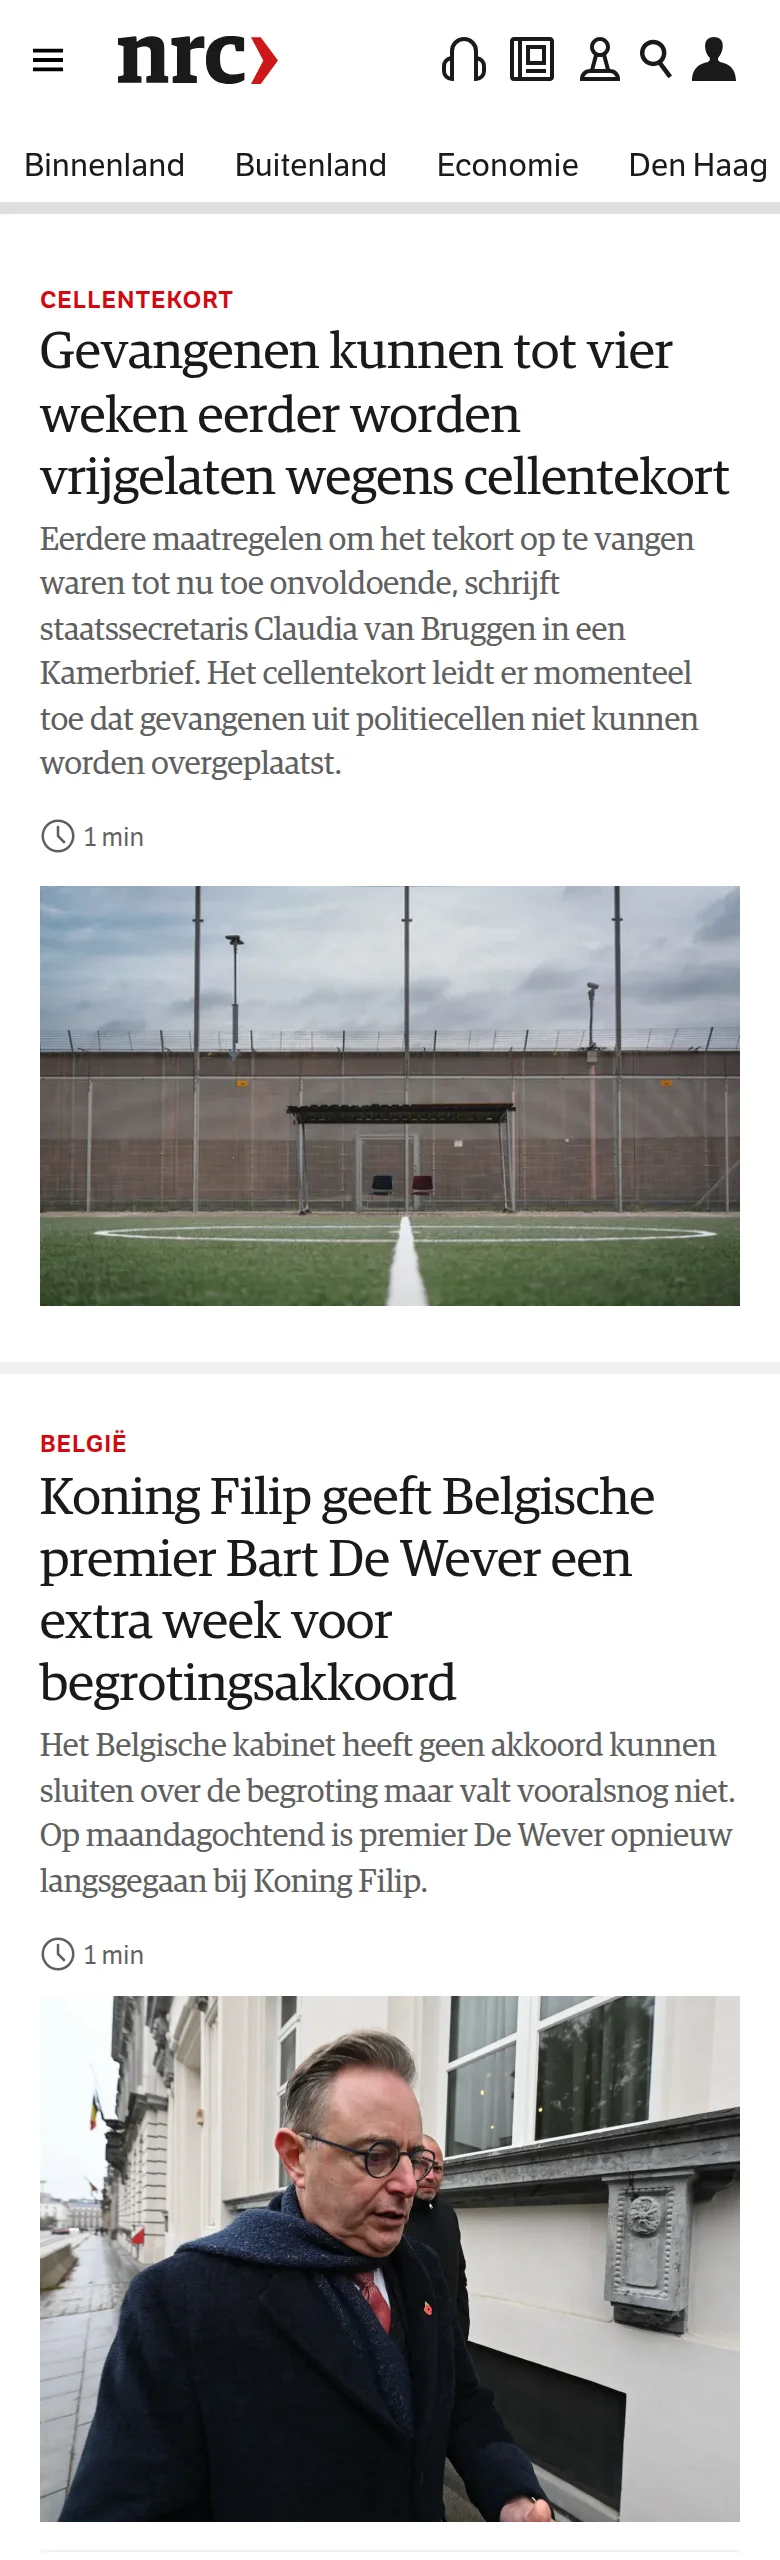 nrc
Binnenland Buitenland Economie Den Haag
CELLENTEKORT
Gevangenen kunnen tot vier
weken eerder worden
vrijgelaten wegens cellentekort
Eerdere maatregelen om het tekort op te vangen
waren tot nu toe onvoldoende, schrijft
staatssecretaris Claudia van Bruggen in een
Kamerbrief. Het cellentekort leidt er momenteel
toe dat gevangenen uit politiecellen niet kunnen
worden overgeplaatst.
1 min
BELGIË
Koning Filip geeft Belgische
premier Bart De Wever een
extra week voor
begrotingsakkoord
Het Belgische kabinet heeft geen akkoord kunnen
sluiten over de begroting maar valt vooralsnog niet.
Op maandagochtend is premier De Wever opnieuw
langsgegaan bij Koning Filip.
1 min